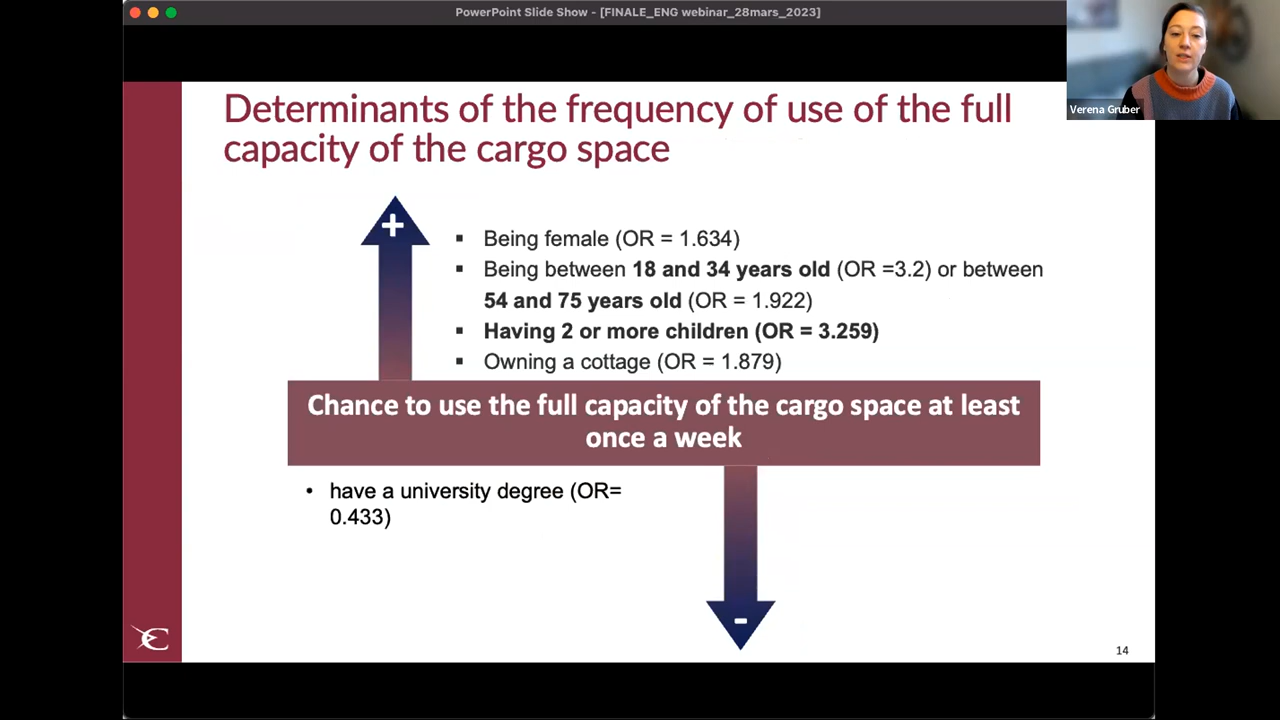 PowerPoint Slide Show - [FINALE_ENG webinar_28mars_2023]
Verena Gruber
Determinants of the frequency of use of the full
capacity of the cargo space
+
▪ Being female (OR = 1.634)
▪ Being between 18 and 34 years old (OR =3.2) or between
54 and 75 years old (OR = 1.922)
▪ Having 2 or more children (OR = 3.259)
▪ Owning a cottage (OR = 1.879)
Chance to use the full capacity of the cargo space at least
once a week
• have a university degree (OR=
0.433)
-
14